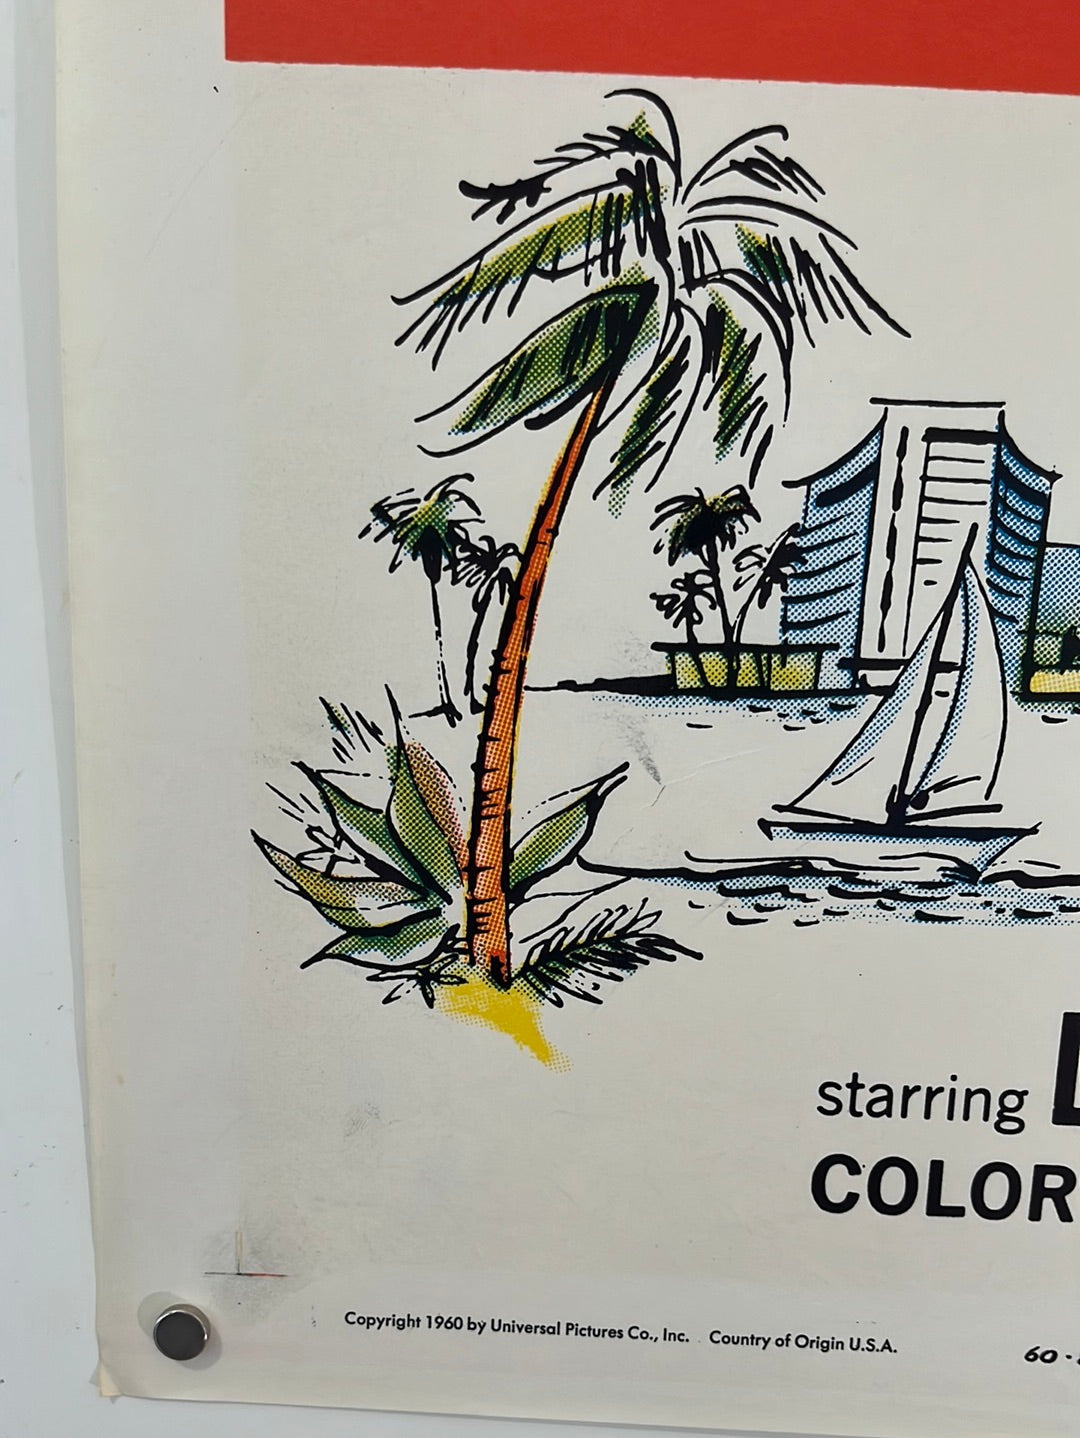 starring
COLOR
Copyright 1960 by Universal Pictures Co., Inc. Country of Origin U.S.A.
60 -